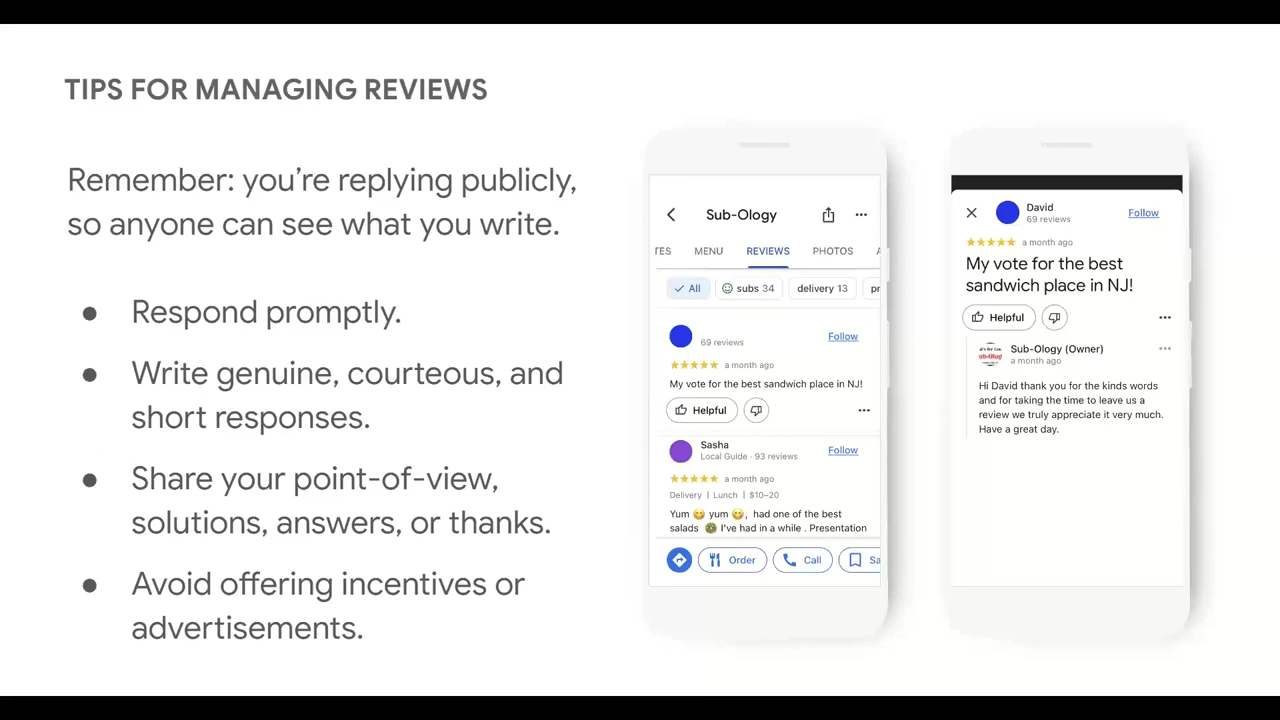 TIPS FOR MANAGING REVIEWS
Remember: you're replying publicly,
so anyone can see what you write.
● Respond promptly.
● Write genuine, courteous, and
short responses.
● Share your point-of-view,
solutions, answers, or thanks.
● Avoid offering incentives or
advertisements.
Sub-Ology
TES MENU REVIEWS PHOTOS A
All subs 34 delivery 13 pr
69 reviews Follow
a month ago
My vote for the best sandwich place in NJ!
Helpful
Sasha
Local Guide · 93 reviews Follow
a month ago
Delivery | Lunch | $10–20
Yum 😋 yum 😋, had one of the best
salads 🥗 I've had in a while . Presentation
Order Call Sa
David
69 reviews Follow
a month ago
My vote for the best
sandwich place in NJ!
Helpful
Sub-Ology (Owner)
a month ago
Hi David thank you for the kinds words
and for taking the time to leave us a
review we truly appreciate it very much.
Have a great day.